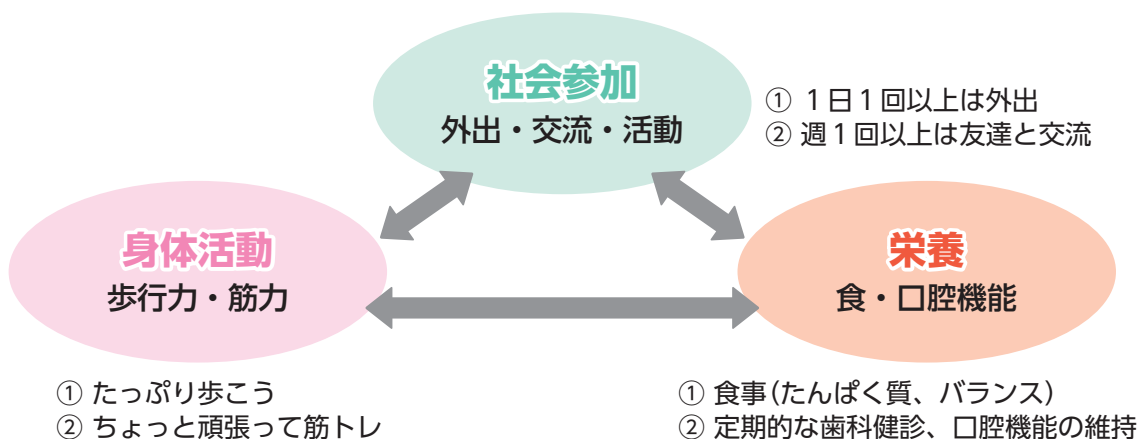 社会参加
外出・交流・活動
① 1日1回以上は外出
② 週1回以上は友達と交流
身体活動
歩行力・筋力
① たっぷり歩こう
② ちょっと頑張って筋トレ
栄養
食・口腔機能
① 食事(たんぱく質、バランス)
② 定期的な歯科健診、口腔機能の維持